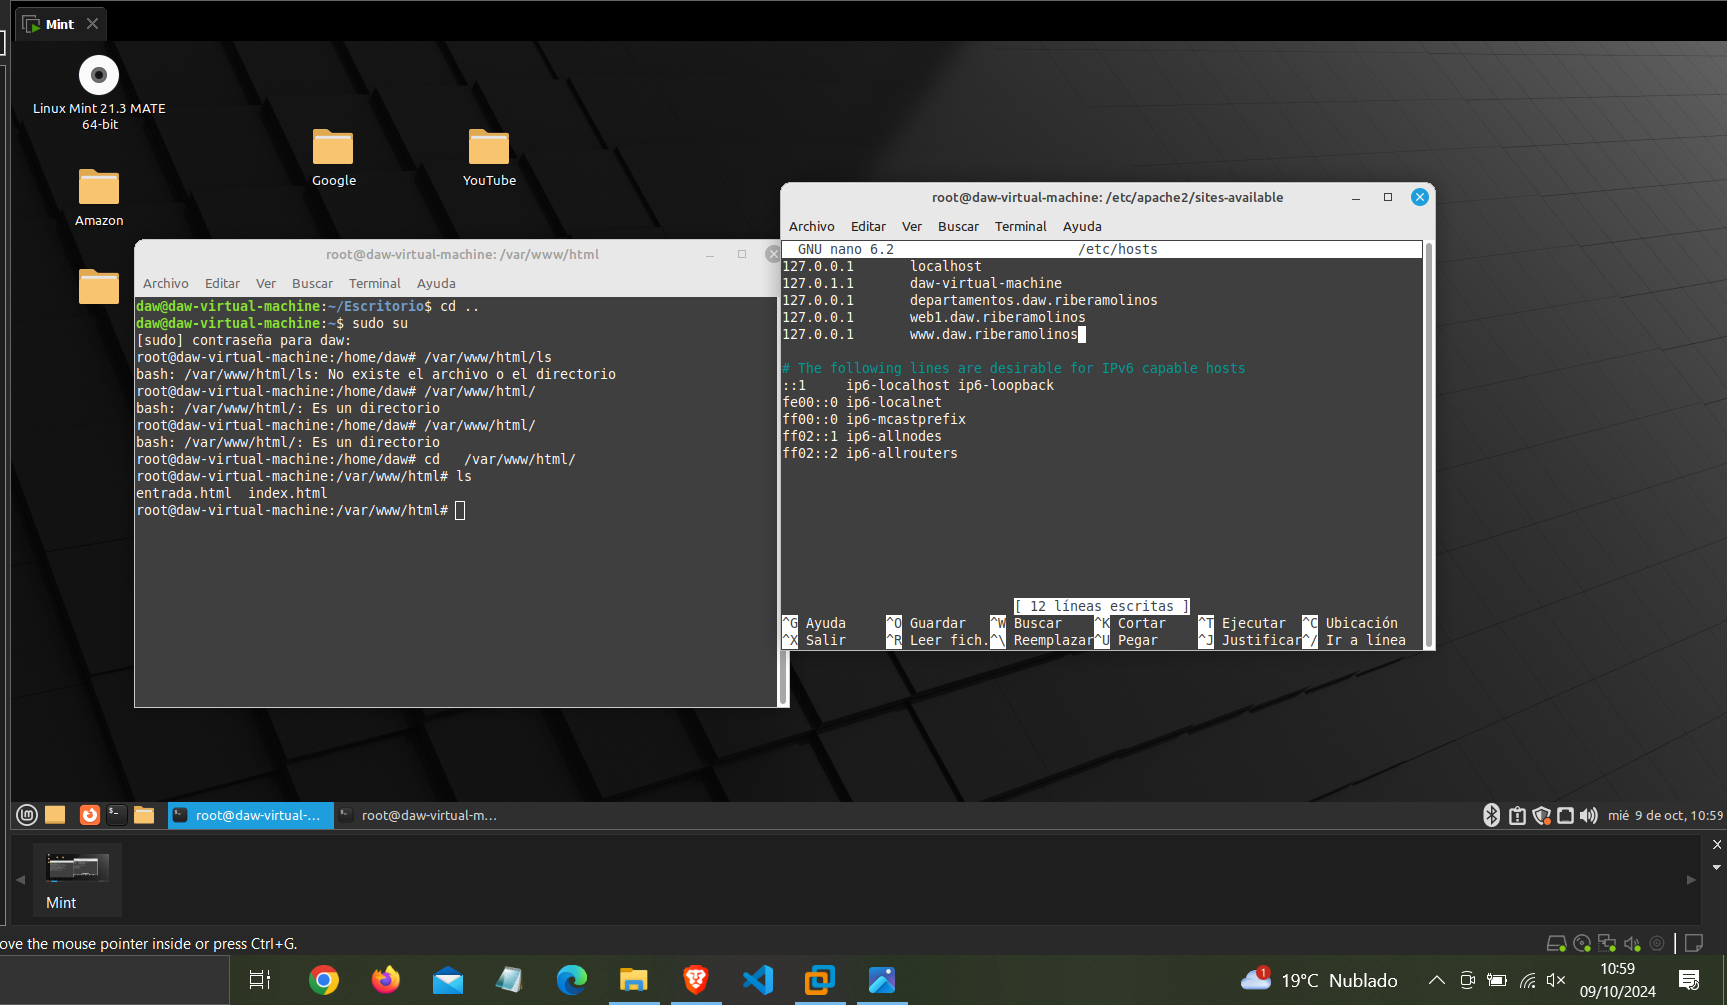 Mint
Linux Mint 21.3 MATE
64-bit
Google
YouTube
Amazon
root@daw-virtual-machine: /var/www/html
Archivo Editar Ver Buscar Terminal Ayuda
daw@daw-virtual-machine:~/Escritorio$ cd ..
daw@daw-virtual-machine:~$ sudo su
[sudo] contraseña para daw:
root@daw-virtual-machine:/home/daw# /var/www/html/ls
bash: /var/www/html/ls: No existe el archivo o el directorio
root@daw-virtual-machine:/home/daw# /var/www/html/
bash: /var/www/html/: Es un directorio
root@daw-virtual-machine:/home/daw# /var/www/html/
bash: /var/www/html/: Es un directorio
root@daw-virtual-machine:/home/daw# cd   /var/www/html/
root@daw-virtual-machine:/var/www/html# ls
entrada.html  index.html
root@daw-virtual-machine:/var/www/html#
root@daw-virtual-machine: /etc/apache2/sites-available
Archivo Editar Ver Buscar Terminal Ayuda
GNU nano 6.2 /etc/hosts
127.0.0.1       localhost
127.0.1.1       daw-virtual-machine
127.0.0.1       departamentos.daw.riberamolinos
127.0.0.1       web1.daw.riberamolinos
127.0.0.1       www.daw.riberamolinos
# The following lines are desirable for IPv6 capable hosts
::1     ip6-localhost ip6-loopback
fe00::0 ip6-localnet
ff00::0 ip6-mcastprefix
ff02::1 ip6-allnodes
ff02::2 ip6-allrouters
[ 12 líneas escritas ]
^G Ayuda ^O Guardar ^W Buscar ^K Cortar ^T Ejecutar ^C Ubicación
^X Salir ^R Leer fich. ^\ Reemplazar ^U Pegar ^J Justificar ^/ Ir a línea
root@daw-virtual-... root@daw-virtual-m... mié 9 de oct, 10:59
Mint
ove the mouse pointer inside or press Ctrl+G.
1 19°C Nublado 10:59
09/10/2024